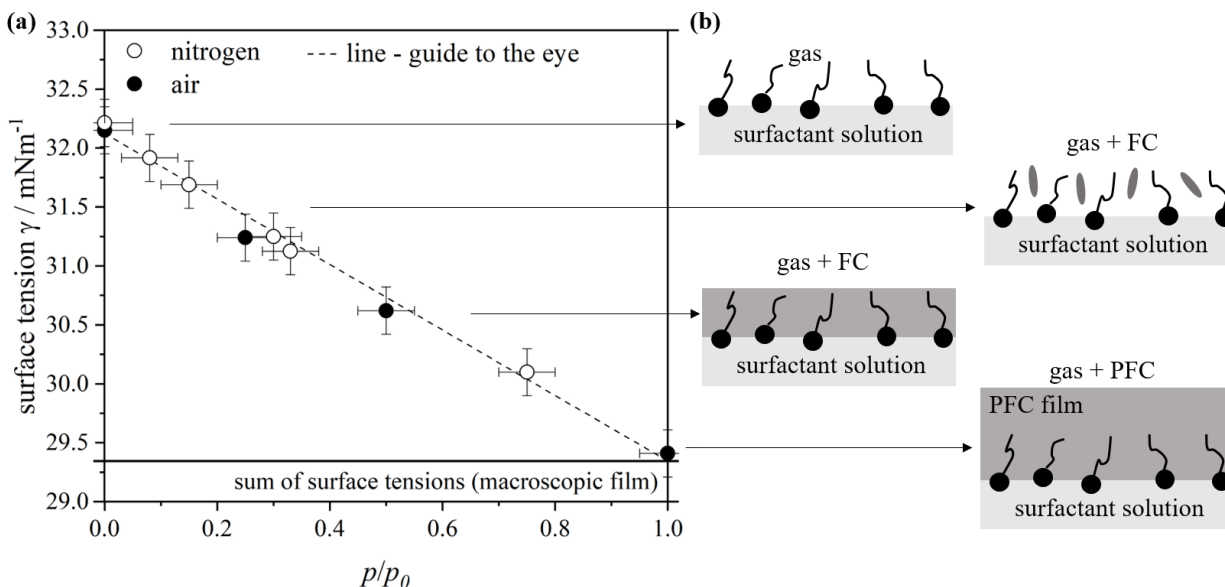 (a)
33.0
32.5
32.0
31.5
31.0
30.5
30.0
29.5
29.0
surface tension γ / mNm⁻¹
nitrogen
air
line - guide to the eye
sum of surface tensions (macroscopic film)
0.0 0.2 0.4 0.6 0.8 1.0
p/p₀
(b)
gas
surfactant solution
gas + FC
surfactant solution
gas + FC
surfactant solution
gas + PFC
PFC film
surfactant solution